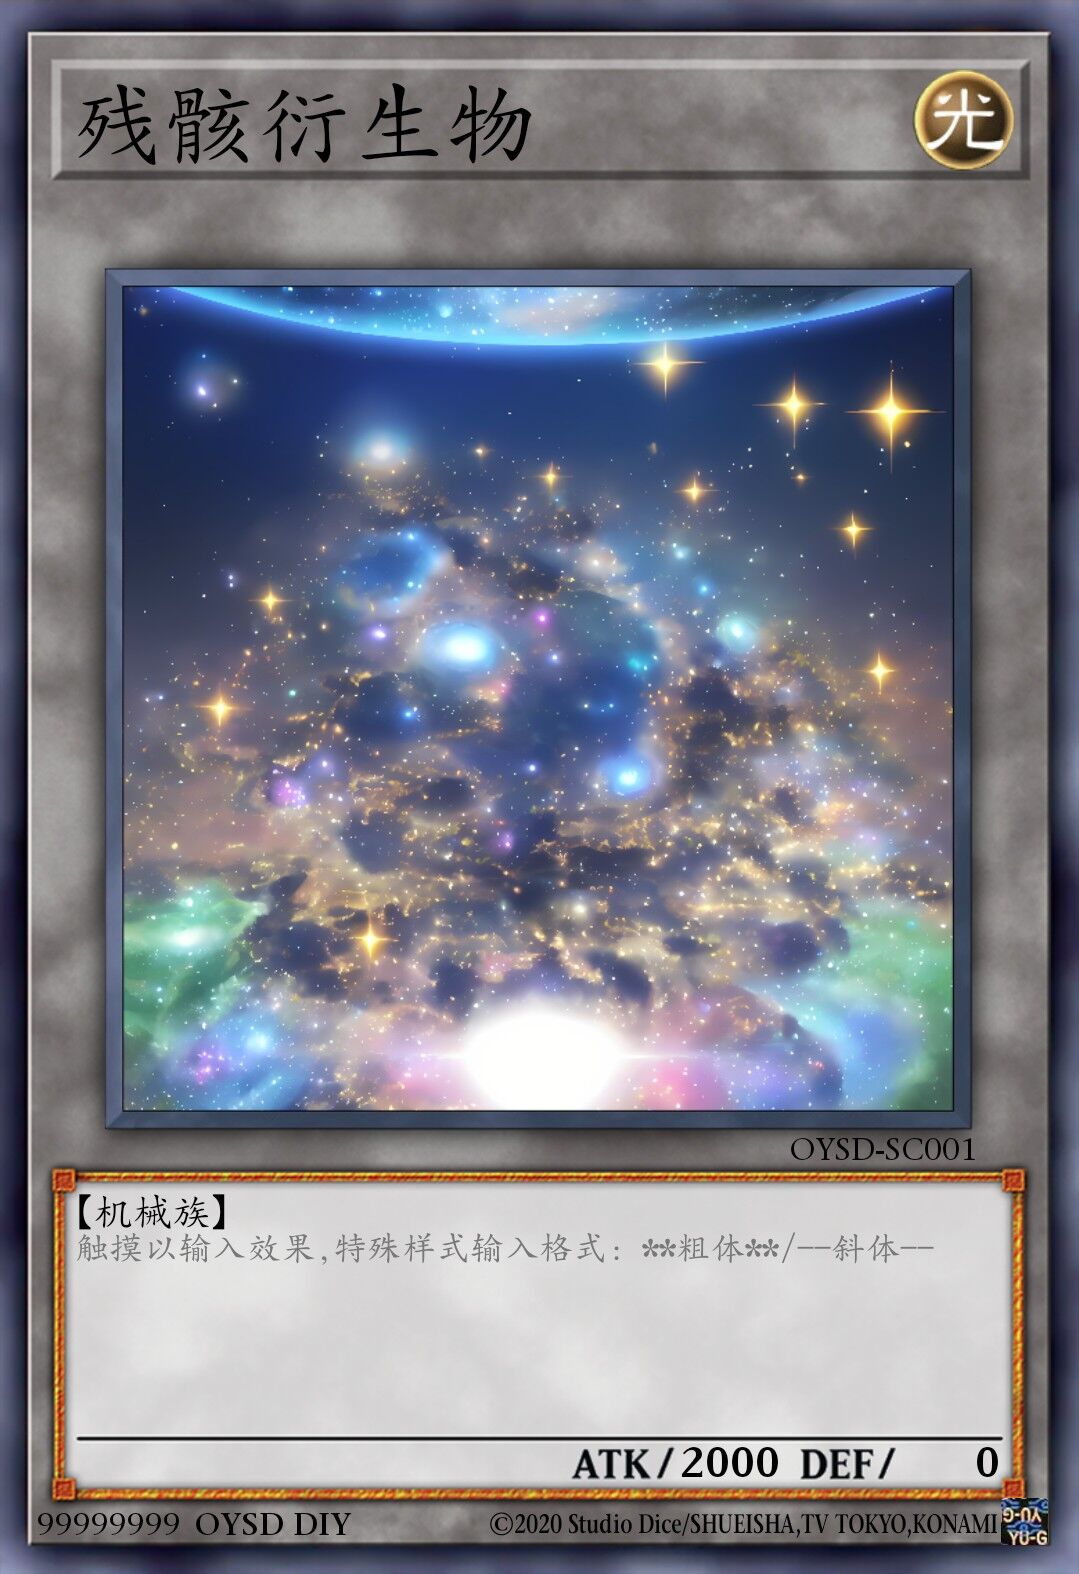 残骸衍生物
光
OYSD-SC001
【机械族】
触摸以输入效果,特殊样式输入格式：**粗体**/--斜体--
ATK/2000 DEF/ 0
99999999 OYSD DIY
©2020 Studio Dice/SHUEISHA,TV TOKYO,KONAMI
YU-G
YU-G